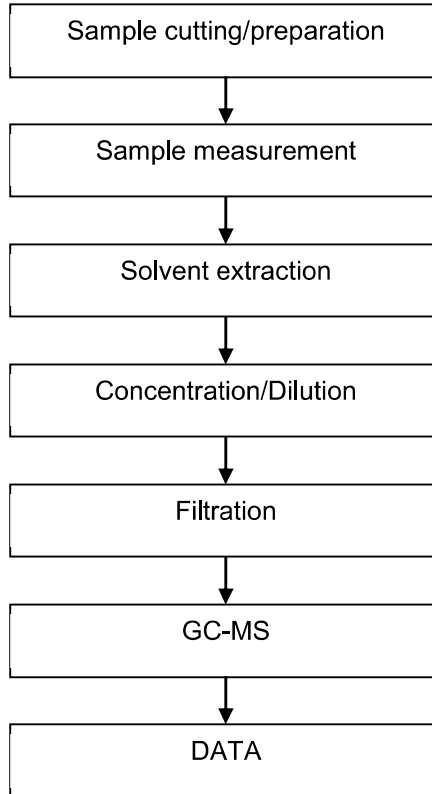 Sample cutting/preparation
Sample measurement
Solvent extraction
Concentration/Dilution
Filtration
GC-MS
DATA